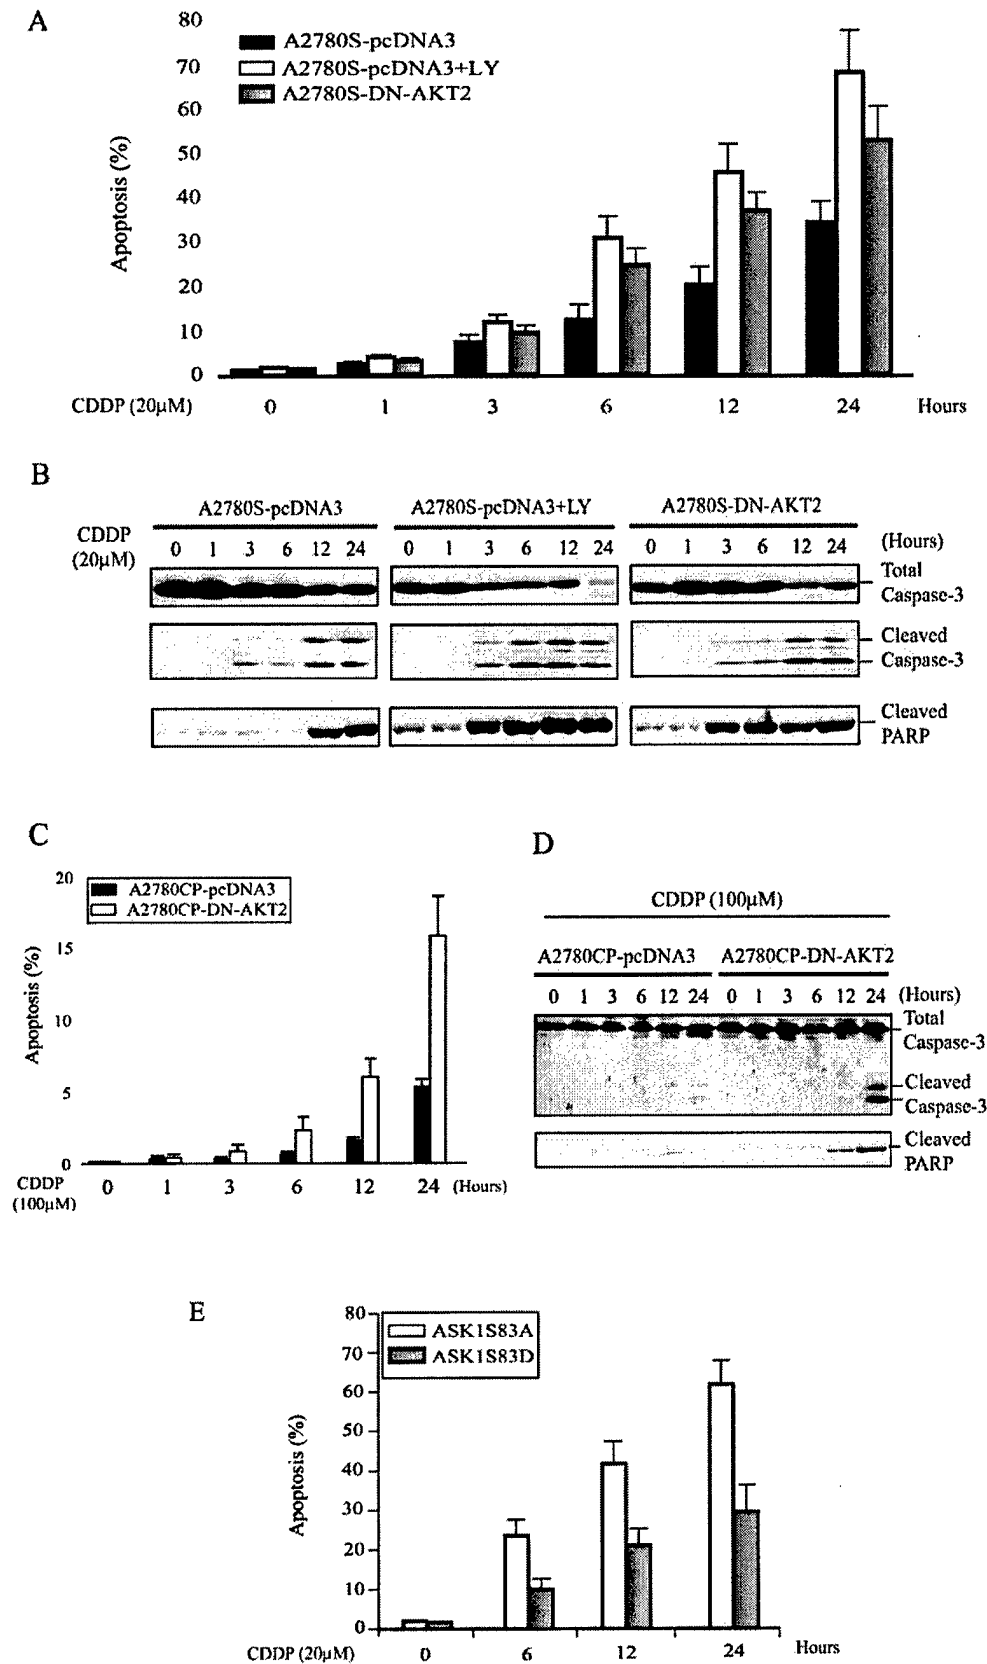 A
80
70
60
50
40
30
20
10
0
Apoptosis (%)
A2780S-pcDNA3
A2780S-pcDNA3+LY
A2780S-DN-AKT2
CDDP (20μM) 0 1 3 6 12 24 Hours
B
A2780S-pcDNA3 A2780S-pcDNA3+LY A2780S-DN-AKT2
CDDP
(20μM)
0 1 3 6 12 24 0 1 3 6 12 24 0 1 3 6 12 24 (Hours)
Total
Caspase-3
Cleaved
Caspase-3
Cleaved
PARP
C
20
15
10
5
0
Apoptosis (%)
A2780CP-pcDNA3
A2780CP-DN-AKT2
CDDP
(100μM)
0 1 3 6 12 24 (Hours)
D
CDDP (100μM)
A2780CP-pcDNA3 A2780CP-DN-AKT2
0 1 3 6 12 24 0 1 3 6 12 24 (Hours)
Total
Caspase-3
Cleaved
Caspase-3
Cleaved
PARP
E
80
70
60
50
40
30
20
10
0
Apoptosis (%)
ASK1S83A
ASK1S83D
CDDP (20μM) 0 6 12 24 Hours